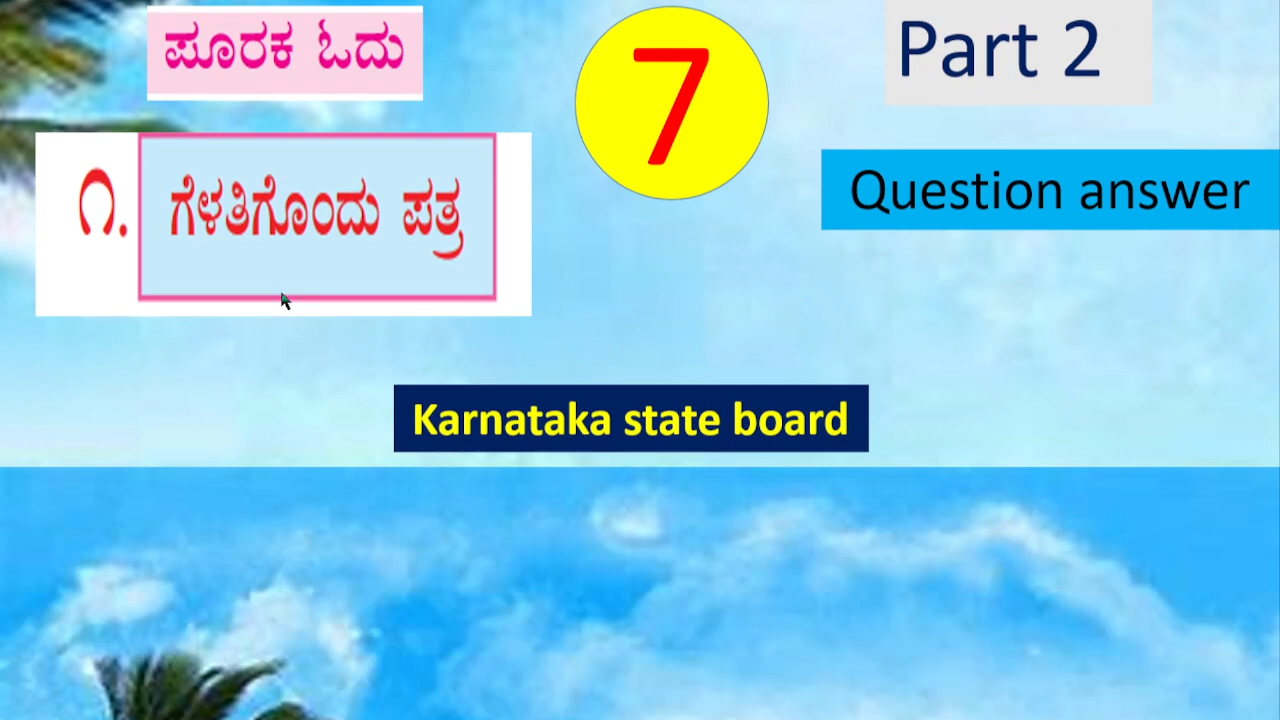 ಪೂರಕ ಓದು
೧. ಗೆಳತಿಗೊಂದು ಪತ್ರ
7
Part 2
Question answer
Karnataka state board